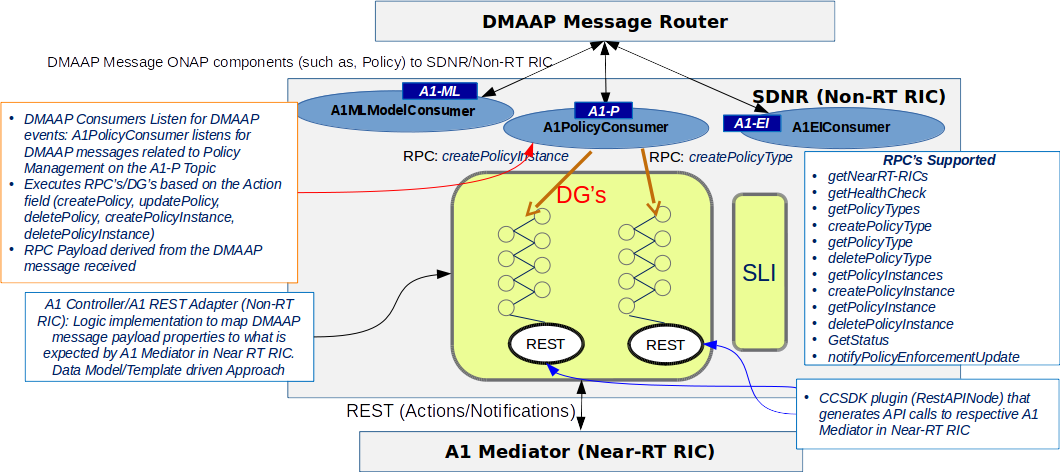 DMAAP Message Router
DMAAP Message ONAP components (such as, Policy) to SDNR/Non-RT RIC
SDNR (Non-RT RIC)
A1-ML
A1MLModelConsumer
A1-P
A1PolicyConsumer
A1-EI
A1EIConsumer
• DMAAP Consumers Listen for DMAAP
events: A1PolicyConsumer listens for
DMAAP messages related to Policy
Management on the A1-P Topic
• Executes RPC's/DG's based on the Action
field (createPolicy, updatePolicy,
deletePolicy, createPolicyInstance,
deletePolicyInstance)
• RPC Payload derived from the DMAAP
message received
RPC: createPolicyInstance
RPC: createPolicyType
DG's
SLI
REST
REST
RPC's Supported
• getNearRT-RICs
• getHealthCheck
• getPolicyTypes
• createPolicyType
• getPolicyType
• deletePolicyType
• getPolicyInstances
• createPolicyInstance
• getPolicyInstance
• deletePolicyInstance
• GetStatus
• notifyPolicyEnforcementUpdate
A1 Controller/A1 REST Adapter (Non-RT
RIC): Logic implementation to map DMAAP
message payload properties to what is
expected by A1 Mediator in Near RT RIC.
Data Model/Template driven Approach
• CCSDK plugin (RestAPINode) that
generates API calls to respective A1
Mediator in Near-RT RIC
REST (Actions/Notifications)
A1 Mediator (Near-RT RIC)